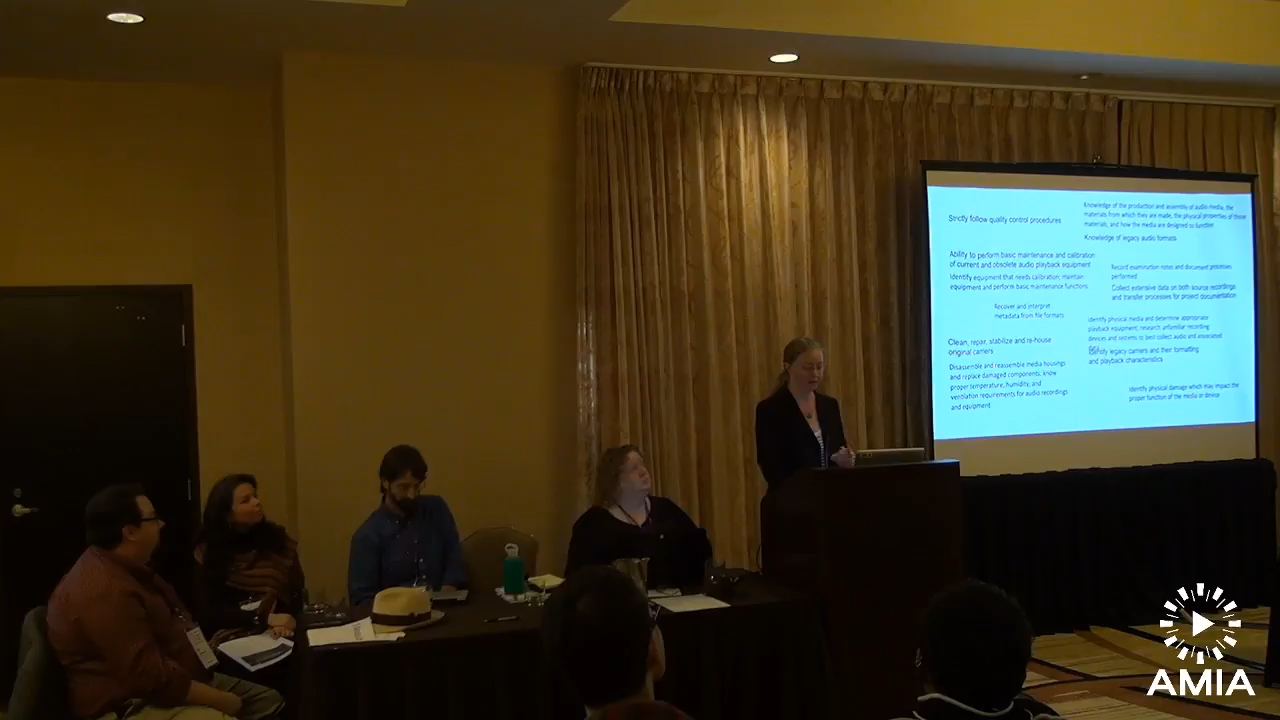 Strictly follow quality control procedures
Knowledge of the production and assembly of audio media, the
materials from which they are made, the physical properties of those
materials, and how the media are designed to function
Knowledge of legacy audio formats
Ability to perform basic maintenance and calibration
of current and obsolete audio playback equipment
Identify equipment that needs calibration; maintain
equipment and perform basic maintenance functions
Record examination notes and document processes
performed
Collect extensive data on both source recordings
and transfer processes for project documentation
Recover and interpret
metadata from file formats
Identify physical media and determine appropriate
playback equipment; research unfamiliar recording
devices and systems to best collect audio and associated
data
Identify legacy carriers and their formatting
and playback characteristics
Clean, repair, stabilize and re-house
original carriers
Disassemble and reassemble media housings
and replace damaged components, know
proper temperature, humidity, and
ventilation requirements for audio recordings
and equipment
Identify physical damage which may impact the
proper function of the media or device
AMIA